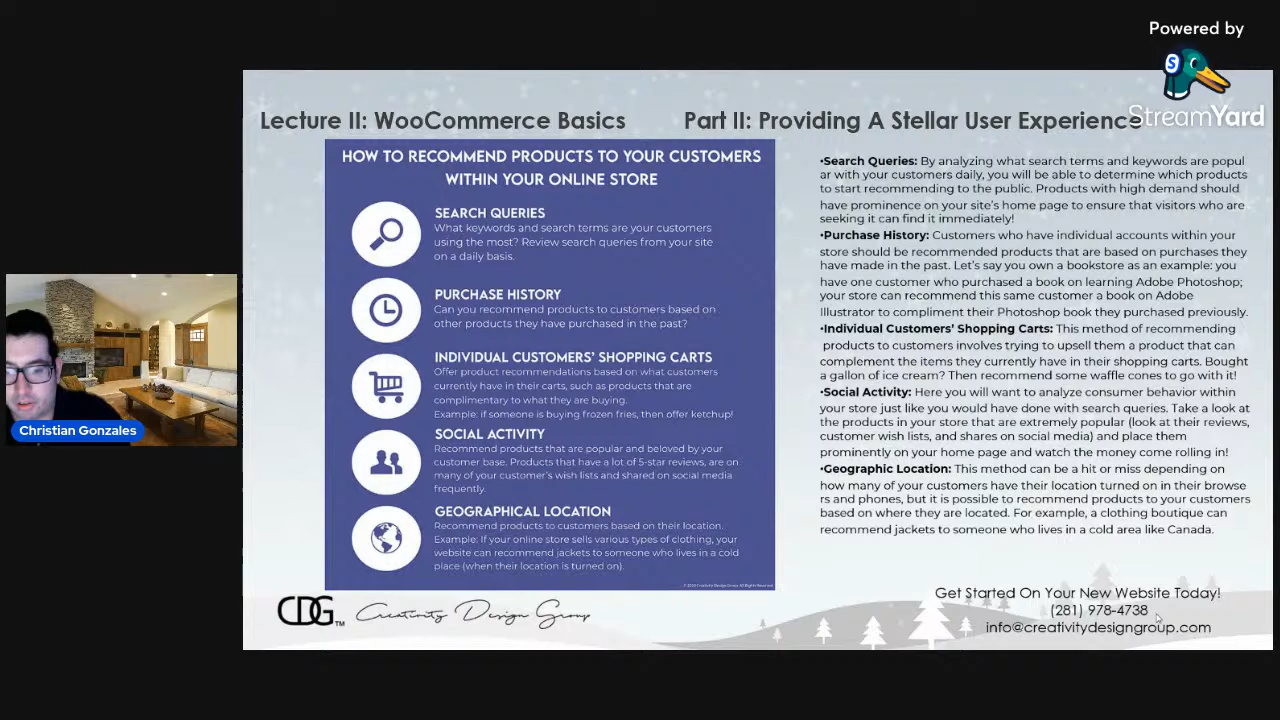 Powered by
S
StreamYard
Lecture II: WooCommerce Basics
Part II: Providing A Stellar User Experience
HOW TO RECOMMEND PRODUCTS TO YOUR CUSTOMERS
WITHIN YOUR ONLINE STORE
SEARCH QUERIES
What keywords and search terms are your customers
using the most? Review search queries from your site
on a daily basis.
PURCHASE HISTORY
Can you recommend products to customers based on
other products they have purchased in the past?
INDIVIDUAL CUSTOMERS' SHOPPING CARTS
Offer product recommendations based on what customers
currently have in their carts, such as products that are
complimentary to what they are buying.
Example: if someone is buying frozen fries, then offer ketchup!
SOCIAL ACTIVITY
Recommend products that are popular and beloved by your
customer base. Products that have a lot of 5-star reviews, are on
many of your customer's wish lists and shared on social media
frequently.
GEOGRAPHICAL LOCATION
Recommend products to customers based on their location.
Example: If your online store sells various types of clothing, your
website can recommend jackets to someone who lives in a cold
place (when their location is turned on).
•Search Queries: By analyzing what search terms and keywords are popul
ar with your customers daily, you will be able to determine which products
to start recommending to the public. Products with high demand should
have prominence on your site's home page to ensure that visitors who are
seeking it can find it immediately!
•Purchase History: Customers who have individual accounts within your
store should be recommended products that are based on purchases they
have made in the past. Let's say you own a bookstore as an example: you
have one customer who purchased a book on learning Adobe Photoshop;
your store can recommend this same customer a book on Adobe
Illustrator to compliment their Photoshop book they purchased previously.
•Individual Customers' Shopping Carts: This method of recommending
products to customers involves trying to upsell them a product that can
complement the items they currently have in their shopping carts. Bought
a gallon of ice cream? Then recommend some waffle cones to go with it!
•Social Activity: Here you will want to analyze consumer behavior within
your store just like you would have done with search queries. Take a look at
the products in your store that are extremely popular (look at their reviews,
customer wish lists, and shares on social media) and place them
prominently on your home page and watch the money come rolling in!
•Geographic Location: This method can be a hit or miss depending on
how many of your customers have their location turned on in their browse
rs and phones, but it is possible to recommend products to your customers
based on where they are located. For example, a clothing boutique can
recommend jackets to someone who lives in a cold area like Canada.
Christian Gonzales
CDG™ Creativity Design Group
Get Started On Your New Website Today!
(281) 978-4738
info@creativitydesigngroup.com